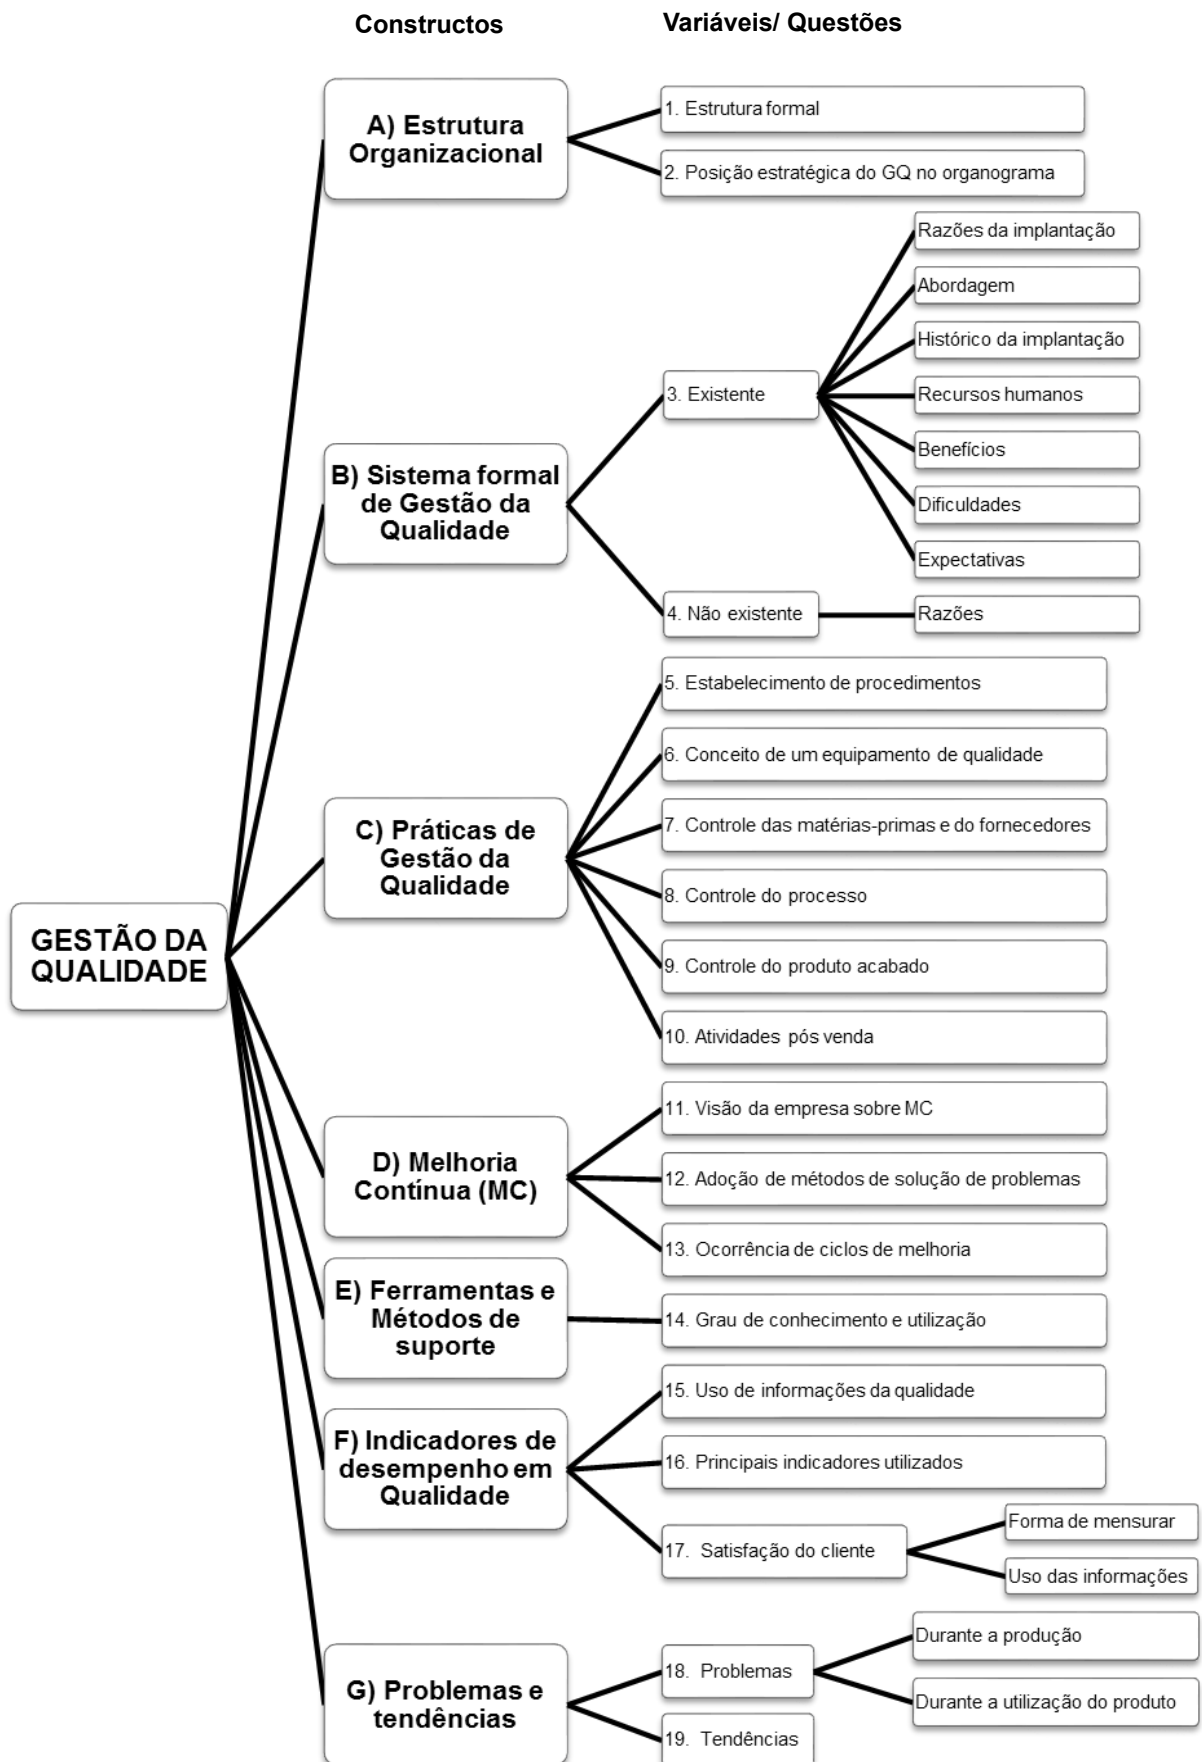 Constructos
Variáveis/ Questões
GESTÃO DA
QUALIDADE
A) Estrutura
Organizacional
1. Estrutura formal
2. Posição estratégica do GQ no organograma
B) Sistema formal
de Gestão da
Qualidade
3. Existente
Razões da implantação
Abordagem
Histórico da implantação
Recursos humanos
Benefícios
Dificuldades
Expectativas
4. Não existente
Razões
C) Práticas de
Gestão da
Qualidade
5. Estabelecimento de procedimentos
6. Conceito de um equipamento de qualidade
7. Controle das matérias-primas e do fornecedores
8. Controle do processo
9. Controle do produto acabado
10. Atividades pós venda
D) Melhoria
Contínua (MC)
11. Visão da empresa sobre MC
12. Adoção de métodos de solução de problemas
13. Ocorrência de ciclos de melhoria
E) Ferramentas e
Métodos de
suporte
14. Grau de conhecimento e utilização
F) Indicadores de
desempenho em
Qualidade
15. Uso de informações da qualidade
16. Principais indicadores utilizados
17. Satisfação do cliente
Forma de mensurar
Uso das informações
G) Problemas e
tendências
18. Problemas
Durante a produção
Durante a utilização do produto
19. Tendências